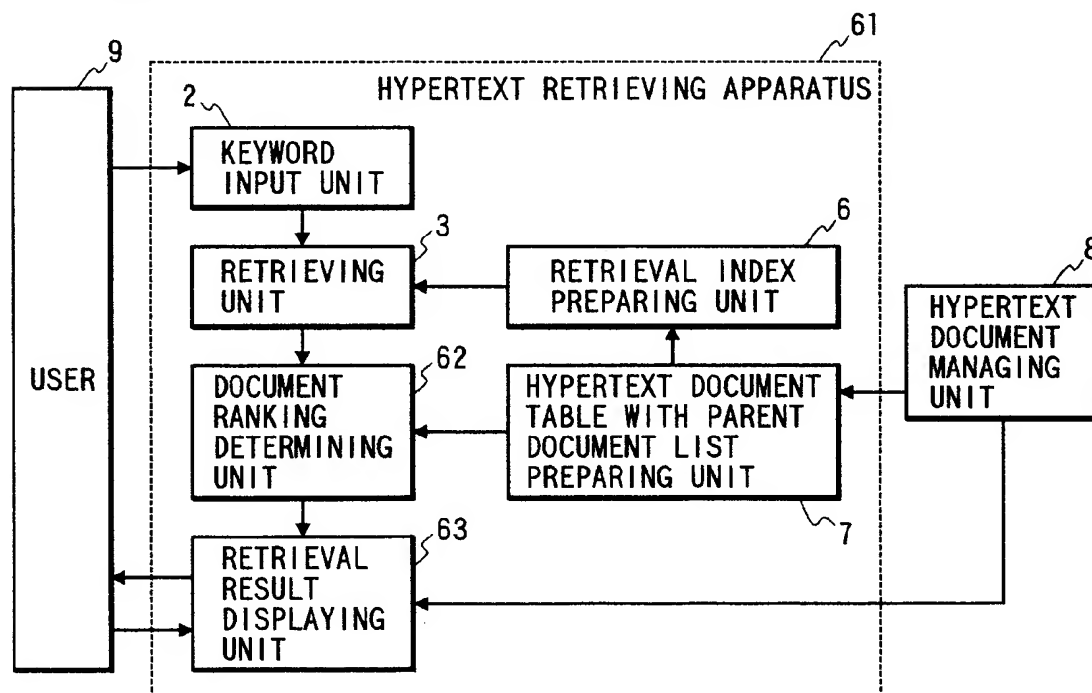 61
9
HYPERTEXT RETRIEVING APPARATUS
2
KEYWORD
INPUT UNIT
3
RETRIEVING
UNIT
6
RETRIEVAL INDEX
PREPARING UNIT
8
HYPERTEXT
DOCUMENT
MANAGING
UNIT
USER
62
DOCUMENT
RANKING
DETERMINING
UNIT
HYPERTEXT DOCUMENT
TABLE WITH PARENT
DOCUMENT LIST
PREPARING UNIT
7
63
RETRIEVAL
RESULT
DISPLAYING
UNIT